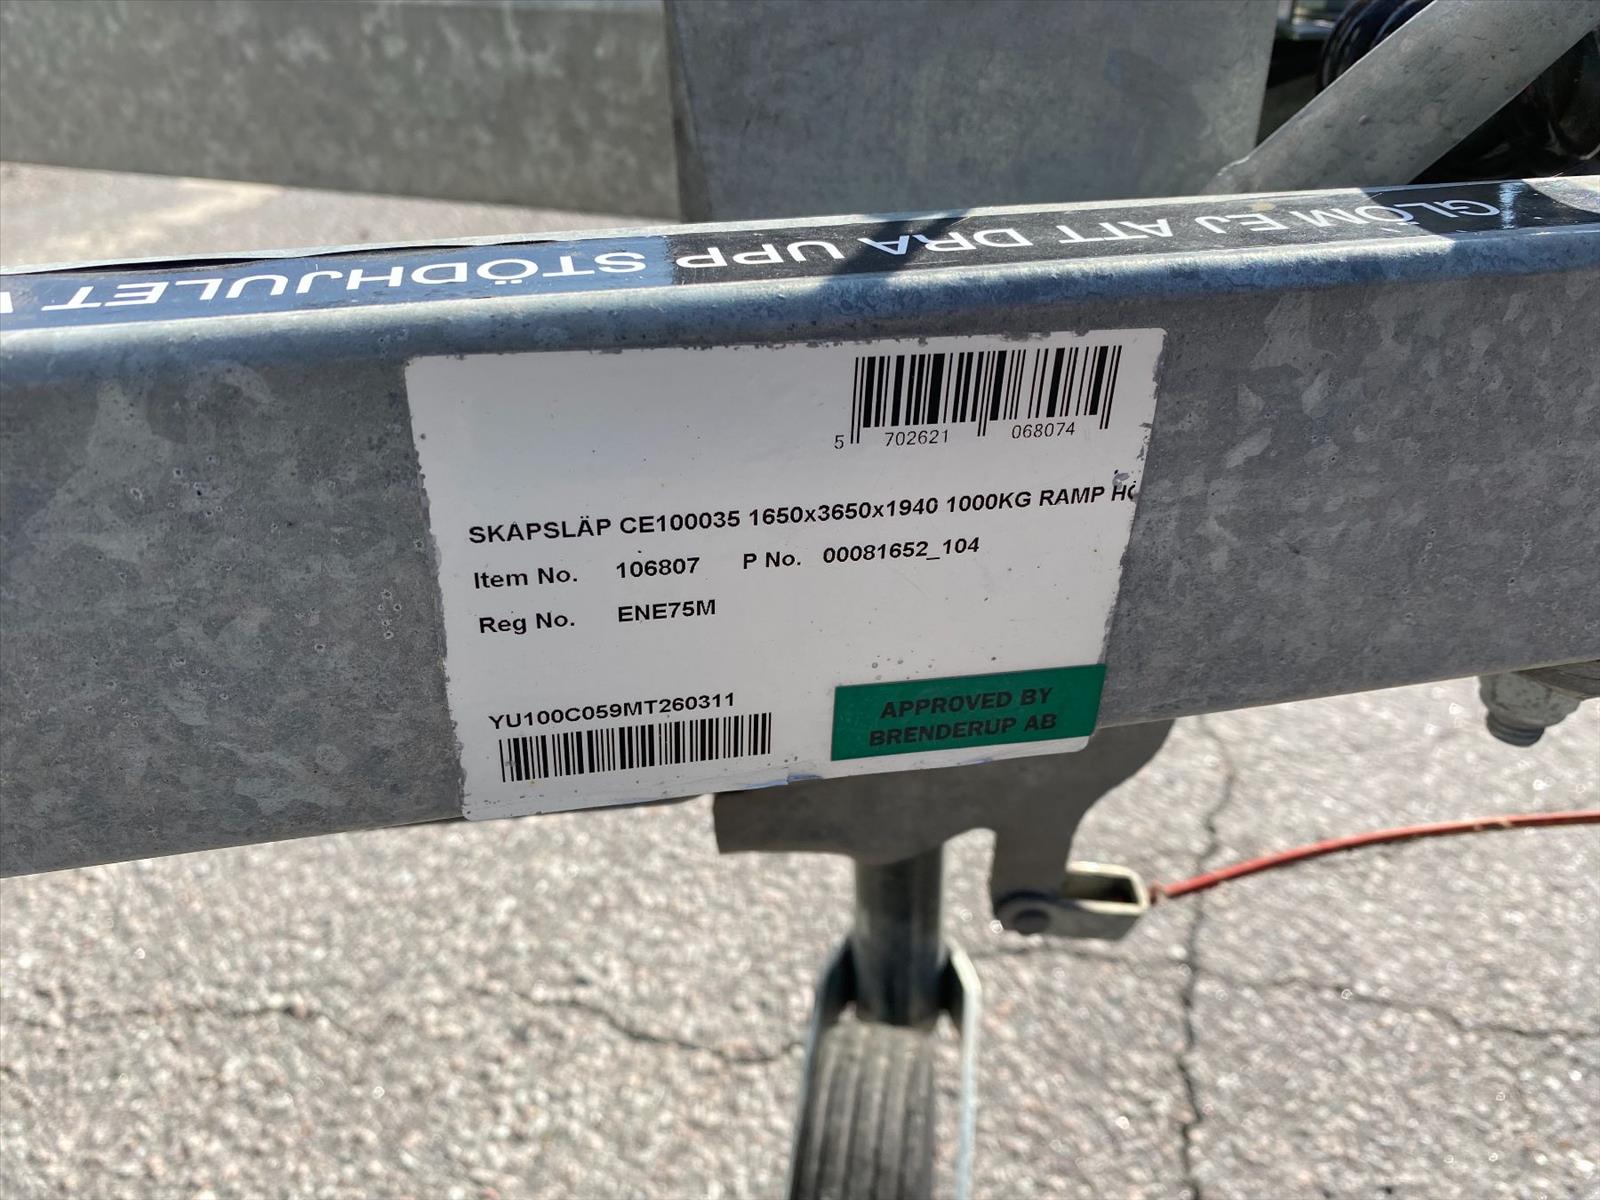 GLÖM EJ ATT DRA UPP STÖDHJULET
5 702621 068074
SKÅPSLÄP CE100035 1650x3650x1940 1000KG RAMP
Item No. 106807 P No. 00081652_104
Reg No. ENE75M
YU100C059MT260311
APPROVED BY
BRENDERUP AB